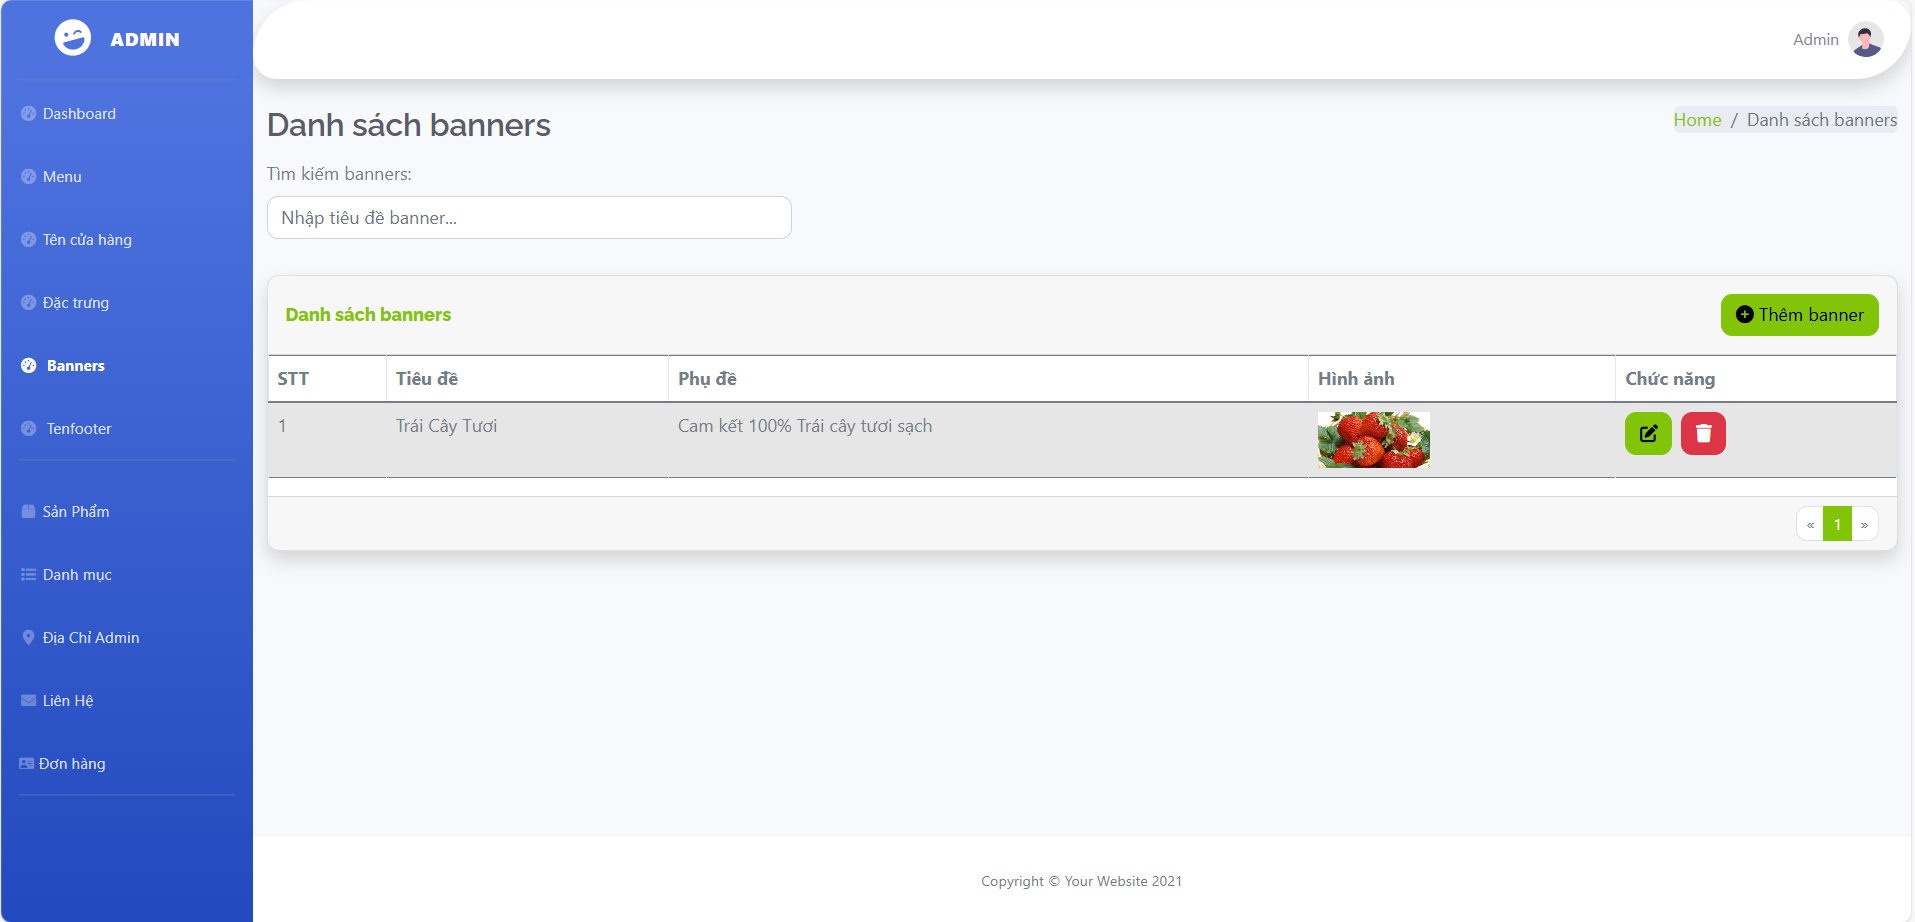 ADMIN
Admin
Dashboard
Menu
Tên cửa hàng
Đặc trưng
Banners
Tenfooter
Sản Phẩm
Danh mục
Địa Chỉ Admin
Liên Hệ
Đơn hàng
Danh sách banners
Home / Danh sách banners
Tìm kiếm banners:
Nhập tiêu đề banner...
Danh sách banners
Thêm banner
STT Tiêu đề Phụ đề Hình ảnh Chức năng
1 Trái Cây Tươi Cam kết 100% Trái cây tươi sạch
« 1 »
Copyright © Your Website 2021